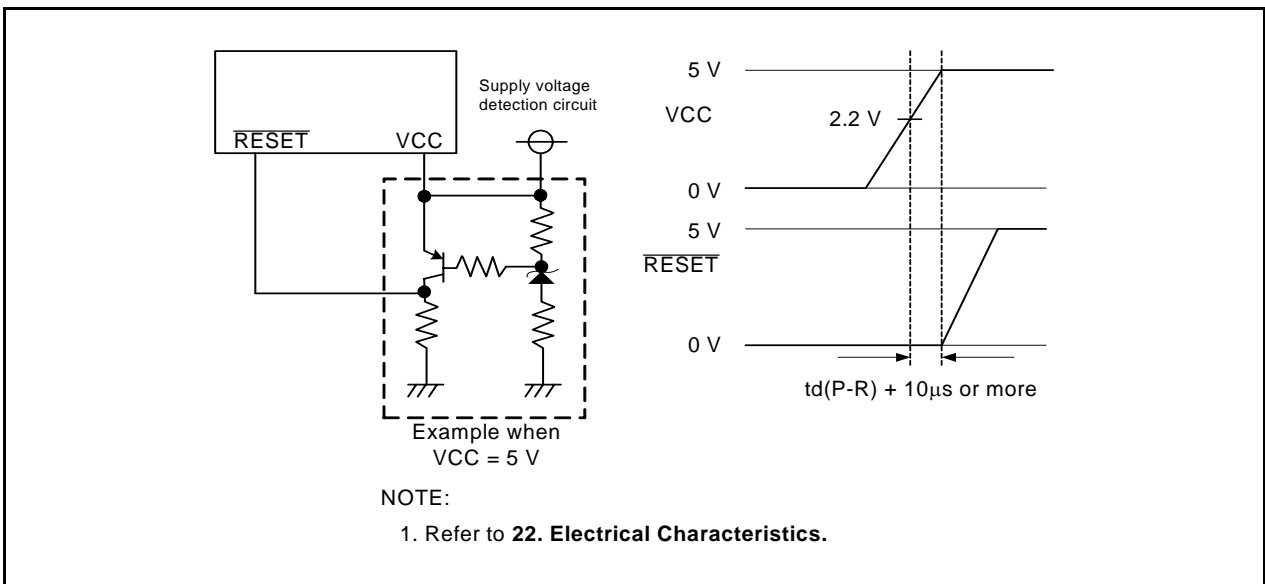 RESET
VCC
Supply voltage
detection circuit
Example when
VCC = 5 V
5 V
VCC
2.2 V
0 V
5 V
RESET
0 V
td(P-R) + 10μs or more
NOTE:
1. Refer to 22. Electrical Characteristics.